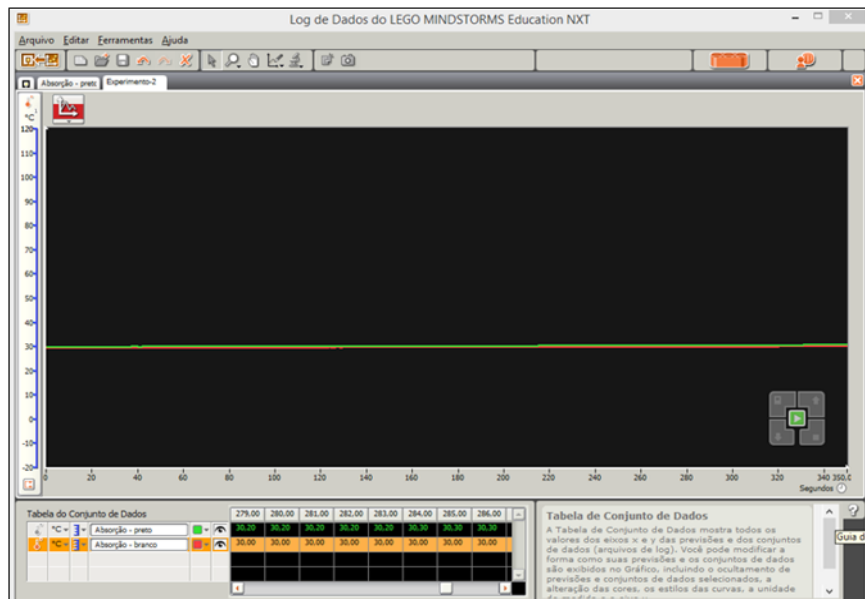 Log de Dados do LEGO MINDSTORMS Education NXT
Arquivo Editar Ferramentas Ajuda
Absorção - preto Experimento-2
°C
120
110
100
90
80
70
60
50
40
30
20
10
0
-10
-20
0 20 40 60 80 100 120 140 160 180 200 220 240 260 280 300 320 340 350.0
Segundos
Tabela do Conjunto de Dados
279,00 280,00 281,00 282,00 283,00 284,00 285,00 286,00
°C Absorção - preto 30,20 30,20 30,20 30,20 30,20 30,30 30,30 30,30
°C Absorção - branco 30,00 30,00 30,00 30,00 30,00 30,00 30,00 30,00
Tabela de Conjunto de Dados
A Tabela de Conjunto de Dados mostra todos os
valores dos eixos x e y das previsões e dos conjuntos
de dados (arquivos de log). Você pode modificar a
forma como suas previsões e os conjuntos de dados
são exibidos no Gráfico, incluindo o ocultamento de
previsões e conjuntos de dados selecionados, a
alteração das cores, os estilos das curvas, a unidade
?
Guia d